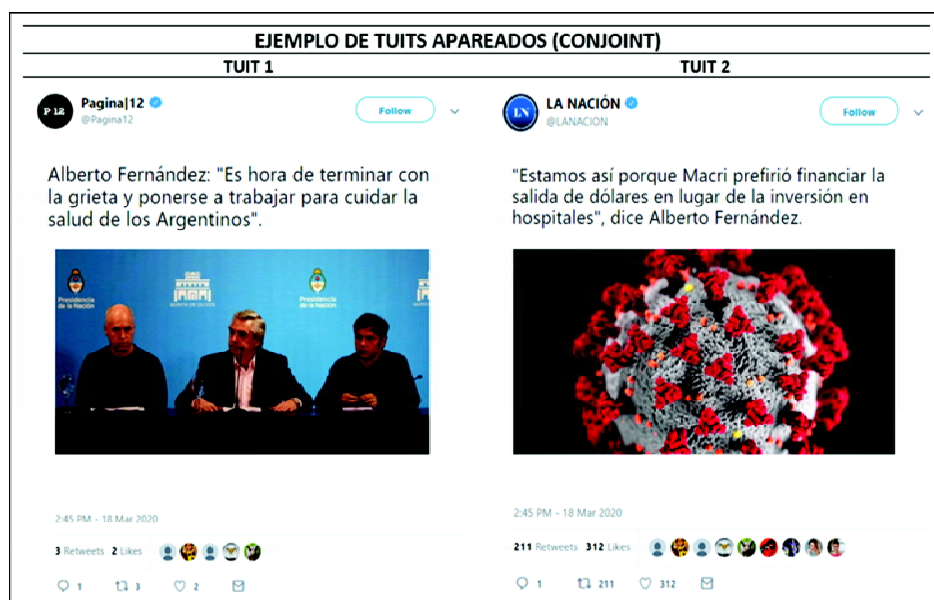 EJEMPLO DE TUITS APAREADOS (CONJOINT)
TUIT 1
TUIT 2
P 12
Pagina|12
@Pagina12
Follow
Alberto Fernández: "Es hora de terminar con
la grieta y ponerse a trabajar para cuidar la
salud de los Argentinos".
Presidencia
de la Nación
Presidencia
de la Nación
2:45 PM - 18 Mar 2020
3 Retweets 2 Likes
1 3 2
LN
LA NACIÓN
@LANACION
Follow
"Estamos así porque Macri prefirió financiar la
salida de dólares en lugar de la inversión en
hospitales", dice Alberto Fernández.
2:45 PM - 18 Mar 2020
211 Retweets 312 Likes
1 211 312